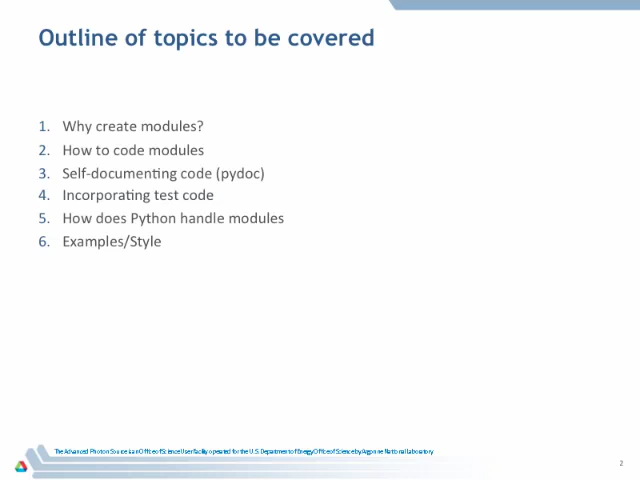 Outline of topics to be covered
1. Why create modules?
2. How to code modules
3. Self-documenting code (pydoc)
4. Incorporating test code
5. How does Python handle modules
6. Examples/Style
The Advanced Photon Source is an Office of Science User Facility operated for the U.S. Department of Energy Office of Science by Argonne National Laboratory
2